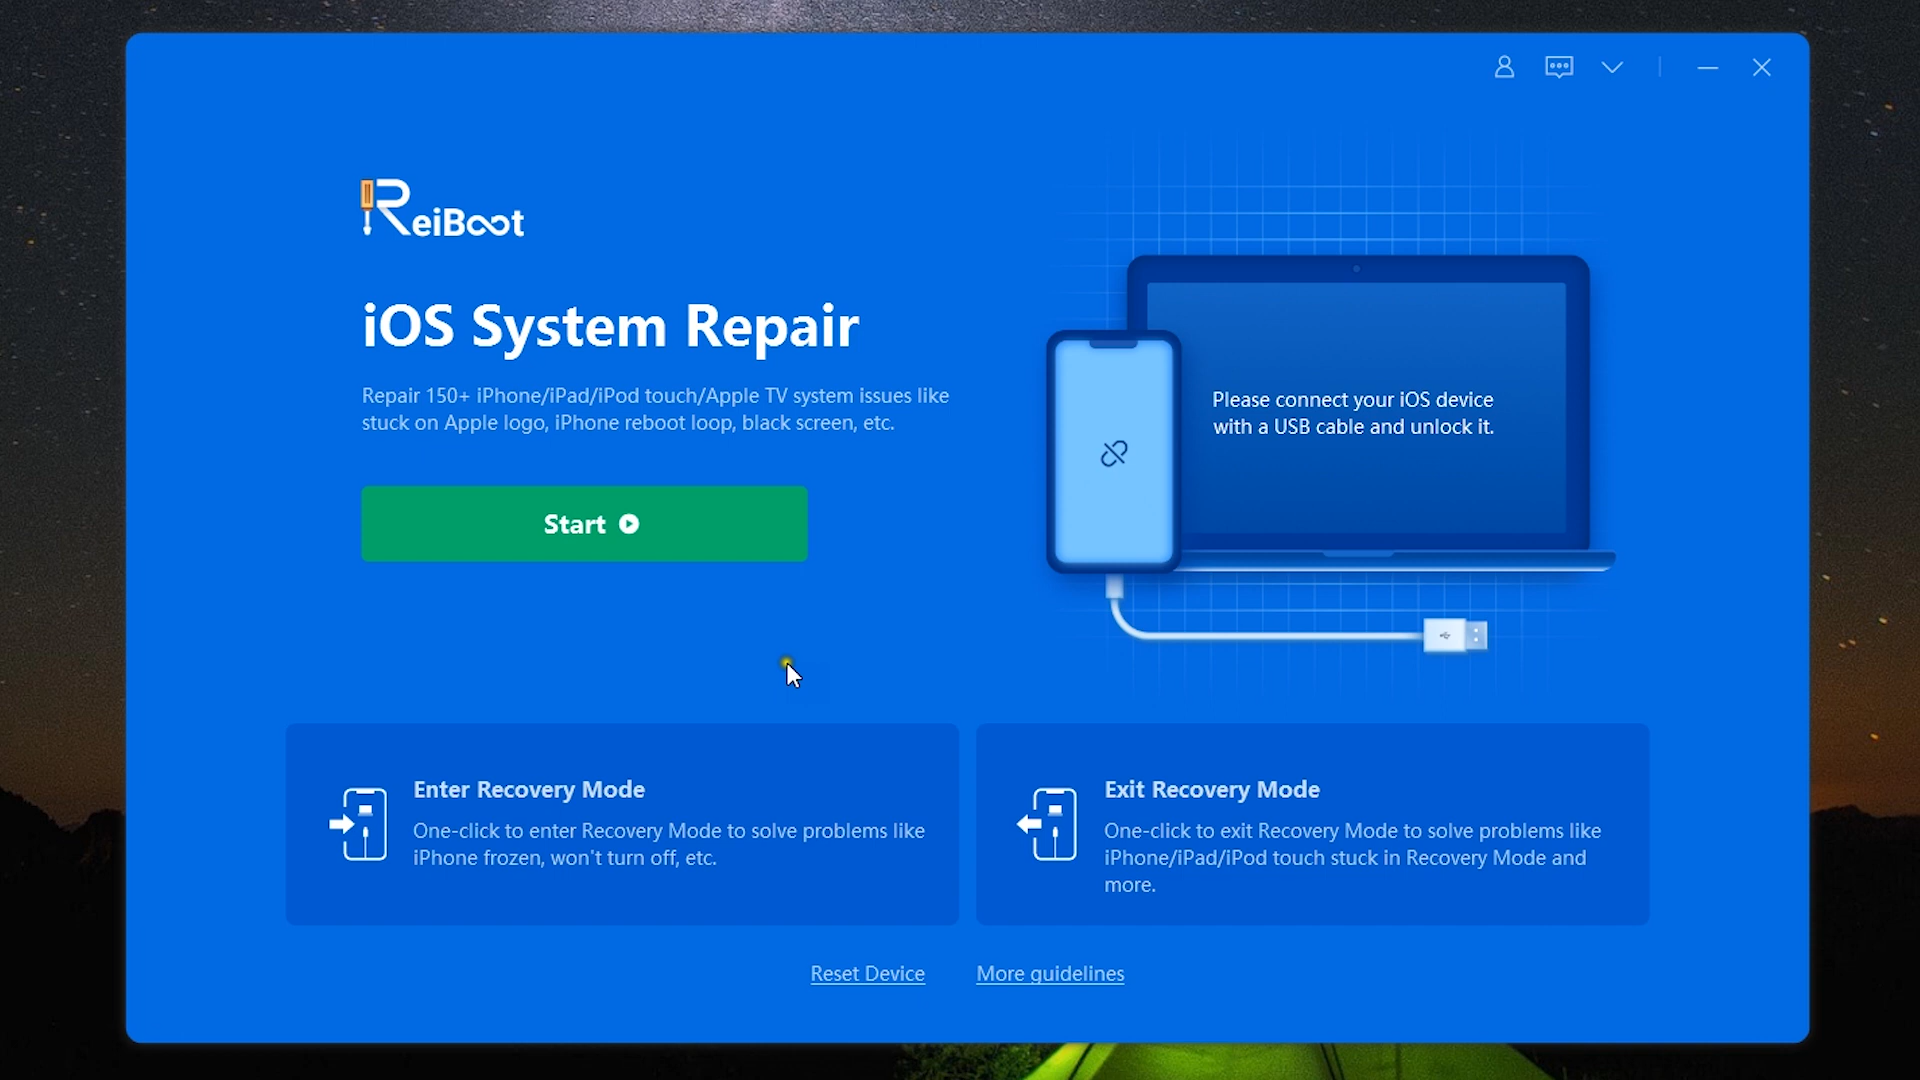 ReiBoot
iOS System Repair
Repair 150+ iPhone/iPad/iPod touch/Apple TV system issues like
stuck on Apple logo, iPhone reboot loop, black screen, etc.
Start
Please connect your iOS device
with a USB cable and unlock it.
Enter Recovery Mode
One-click to enter Recovery Mode to solve problems like
iPhone frozen, won't turn off, etc.
Exit Recovery Mode
One-click to exit Recovery Mode to solve problems like
iPhone/iPad/iPod touch stuck in Recovery Mode and
more.
Reset Device
More guidelines